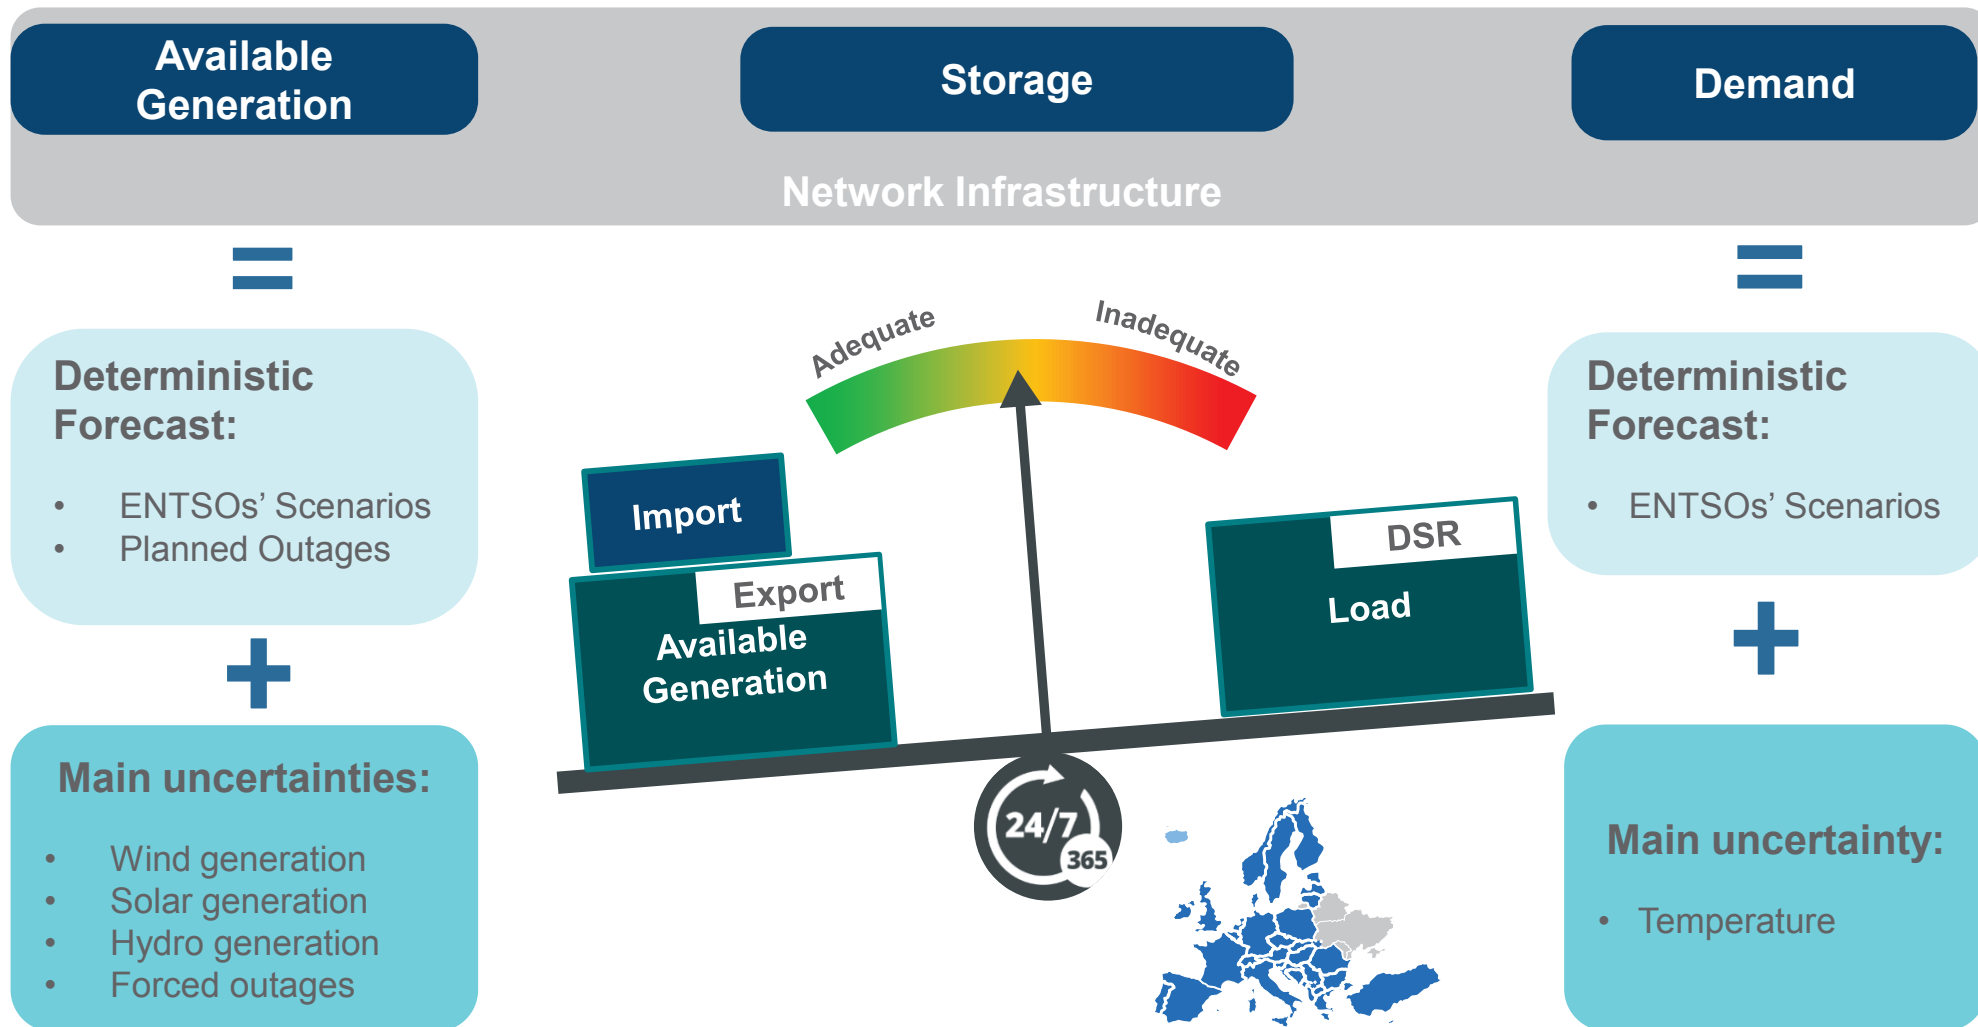 Available
Generation
Storage
Demand
Network Infrastructure
=
=
Deterministic
Forecast:
• ENTSOs’ Scenarios
• Planned Outages
+
Main uncertainties:
• Wind generation
• Solar generation
• Hydro generation
• Forced outages
Adequate
Inadequate
Import
Export
Available
Generation
DSR
Load
24/7
365
Deterministic
Forecast:
• ENTSOs’ Scenarios
+
Main uncertainty:
• Temperature